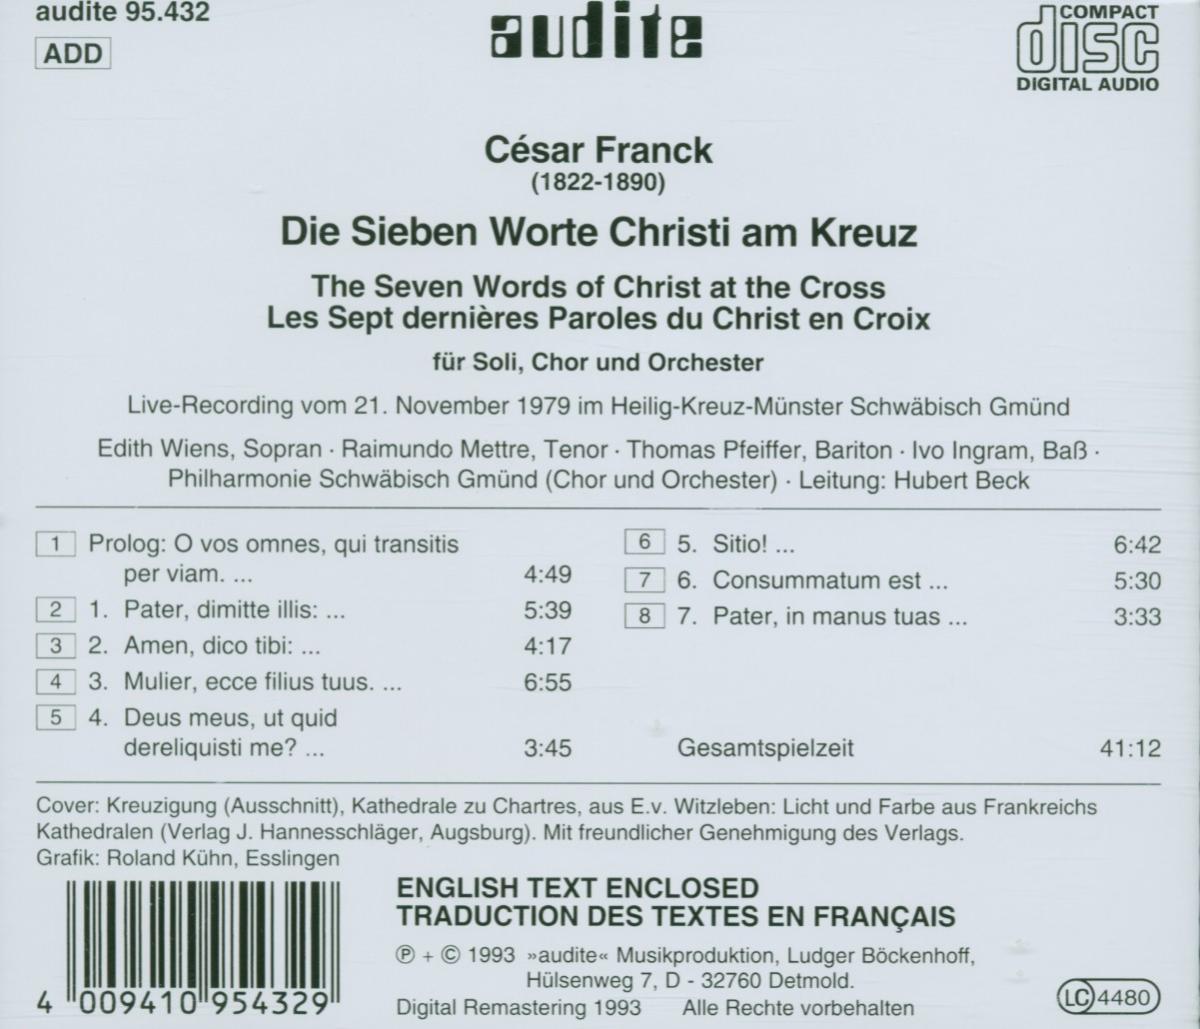 audite 95.432
ADD
audite
COMPACT
disc
DIGITAL AUDIO
César Franck
(1822-1890)
Die Sieben Worte Christi am Kreuz
The Seven Words of Christ at the Cross
Les Sept dernières Paroles du Christ en Croix
für Soli, Chor und Orchester
Live-Recording vom 21. November 1979 im Heilig-Kreuz-Münster Schwäbisch Gmünd
Edith Wiens, Sopran · Raimundo Mettre, Tenor · Thomas Pfeiffer, Bariton · Ivo Ingram, Baß ·
Philharmonie Schwäbisch Gmünd (Chor und Orchester) · Leitung: Hubert Beck
1 Prolog: O vos omnes, qui transitis
per viam. ... 4:49
2 1. Pater, dimitte illis: ... 5:39
3 2. Amen, dico tibi: ... 4:17
4 3. Mulier, ecce filius tuus. ... 6:55
5 4. Deus meus, ut quid
dereliquisti me? ... 3:45
6 5. Sitio! ... 6:42
7 6. Consummatum est ... 5:30
8 7. Pater, in manus tuas ... 3:33
Gesamtspielzeit 41:12
Cover: Kreuzigung (Ausschnitt), Kathedrale zu Chartres, aus E.v. Witzleben: Licht und Farbe aus Frankreichs
Kathedralen (Verlag J. Hannesschläger, Augsburg). Mit freundlicher Genehmigung des Verlags.
Grafik: Roland Kühn, Esslingen
4 009410 954329
ENGLISH TEXT ENCLOSED
TRADUCTION DES TEXTES EN FRANÇAIS
℗ + © 1993 »audite« Musikproduktion, Ludger Böckenhoff,
Hülsenweg 7, D - 32760 Detmold.
Digital Remastering 1993 Alle Rechte vorbehalten
LC 4480